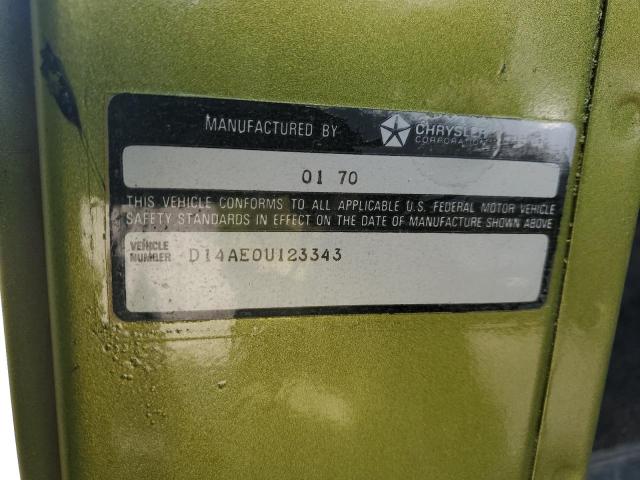 MANUFACTURED BY CHRYSLER
CORPORATION
01 70
THIS VEHICLE CONFORMS TO ALL APPLICABLE U.S. FEDERAL MOTOR VEHICLE
SAFETY STANDARDS IN EFFECT ON THE DATE OF MANUFACTURE SHOWN ABOVE
VEHICLE
NUMBER D14AE0U123343